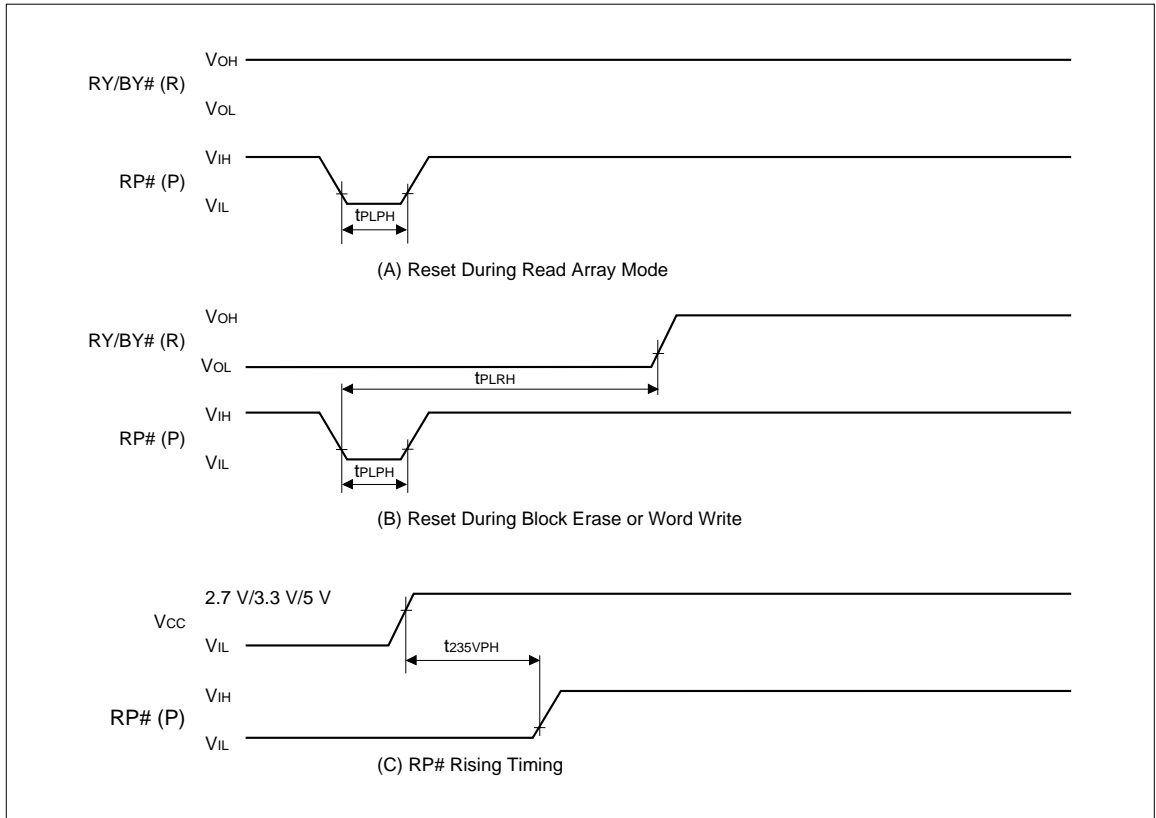 VOH
RY/BY# (R)
VOL
VIH
RP# (P)
VIL
tPLPH
(A) Reset During Read Array Mode
VOH
RY/BY# (R)
VOL
tPLRH
VIH
RP# (P)
VIL
tPLPH
(B) Reset During Block Erase or Word Write
2.7 V/3.3 V/5 V
VCC
VIL
t235VPH
VIH
RP# (P)
VIL
(C) RP# Rising Timing